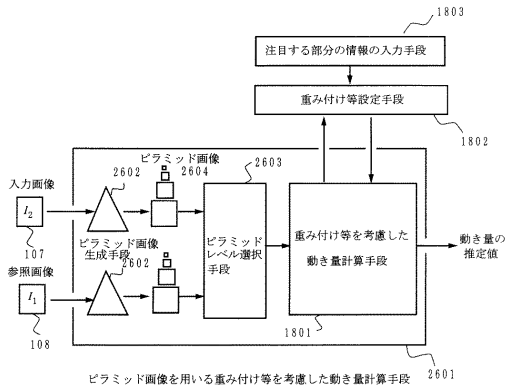 1803
注目する部分の情報の入力手段
重み付け等設定手段
1802
ピラミッド画像
2604
2602
2603
入力画像
I2
107
ピラミッド画像
生成手段
2602
ピラミッド
レベル選択
手段
重み付け等を考慮した
動き量計算手段
動き量の
推定値
参照画像
I1
108
1801
2601
ピラミッド画像を用いる重み付け等を考慮した動き量計算手段